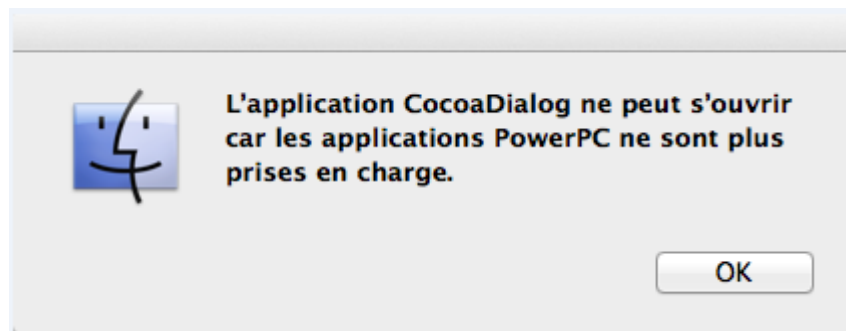 L’application CocoaDialog ne peut s’ouvrir
car les applications PowerPC ne sont plus
prises en charge.
OK